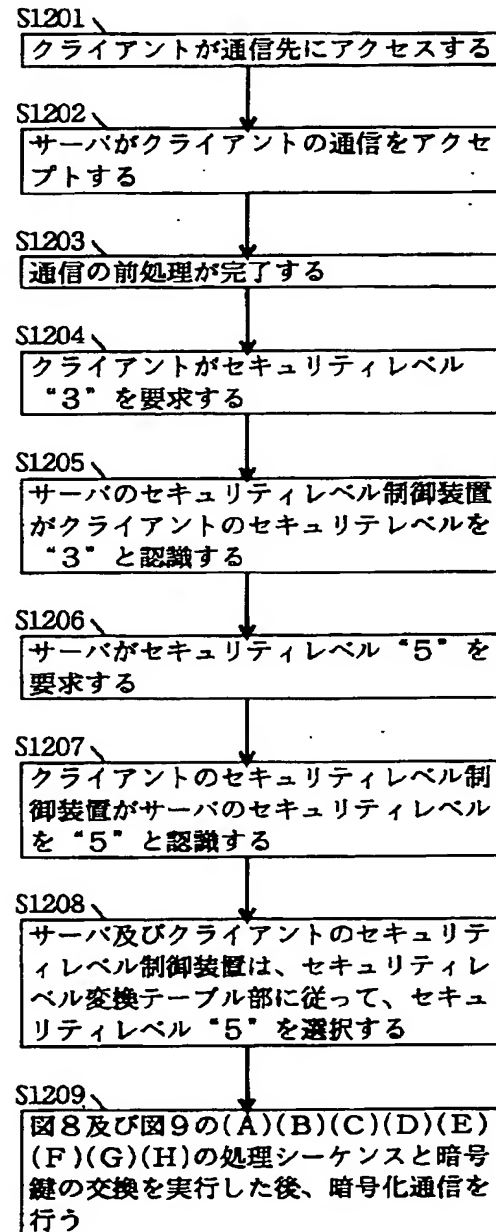 S1201
クライアントが通信先にアクセスする
S1202
サーバがクライアントの通信をアクセ
プトする
S1203
通信の前処理が完了する
S1204
クライアントがセキュリティレベル
“3”を要求する
S1205
サーバのセキュリティレベル制御装置
がクライアントのセキュリテレベルを
“3”と認識する
S1206
サーバがセキュリティレベル“5”を
要求する
S1207
クライアントのセキュリティレベル制
御装置がサーバのセキュリティレベル
を“5”と認識する
S1208
サーバ及びクライアントのセキュリテ
ィレベル制御装置は、セキュリティレ
ベル変換テーブル部に従って、セキュ
リティレベル“5”を選択する
S1209
図8及び図9の(A)(B)(C)(D)(E)
(F)(G)(H)の処理シーケンスと暗号
鍵の交換を実行した後、暗号化通信を
行う